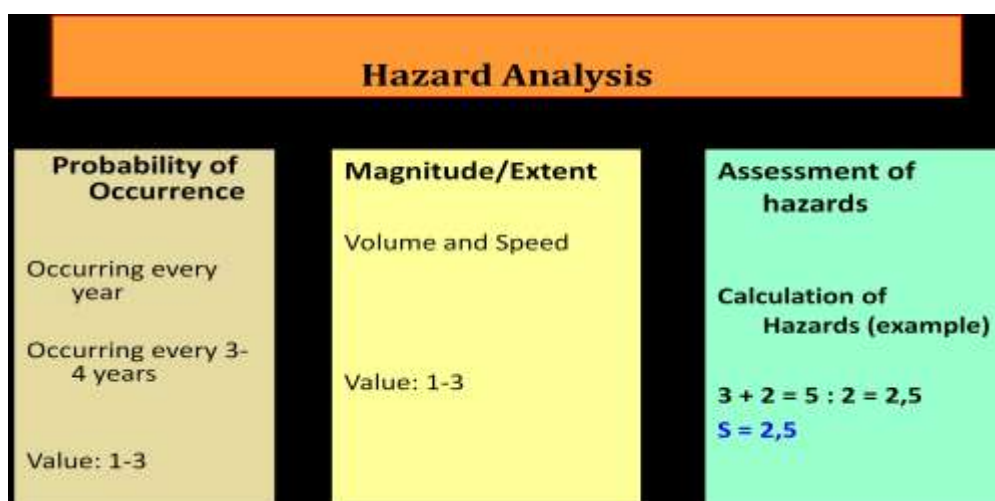 Hazard Analysis
Probability of
Occurrence
Occurring every
year
Occurring every 3-
4 years
Value: 1-3
Magnitude/Extent
Volume and Speed
Value: 1-3
Assessment of
hazards
Calculation of
Hazards (example)
3 + 2 = 5 : 2 = 2,5
S = 2,5